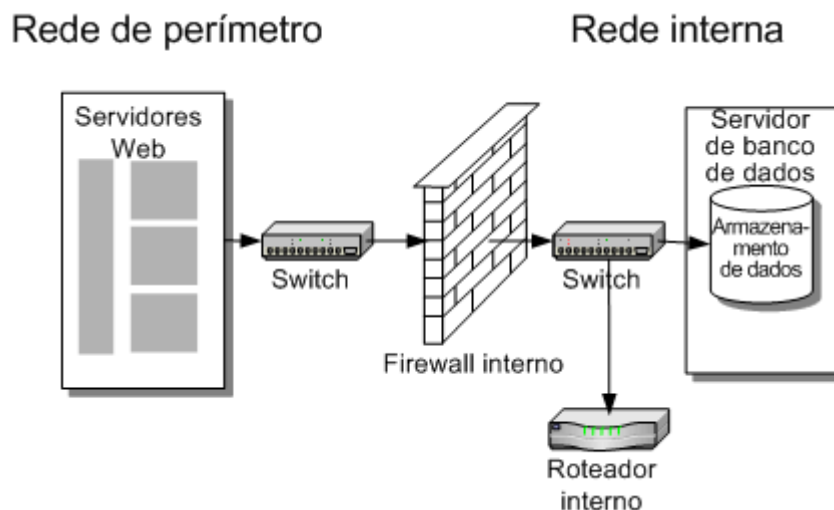 Rede de perímetro
Rede interna
Servidores
Web
Switch
Firewall interno
Switch
Servidor
de banco
de dados
Armazena-
mento
de dados
Roteador
interno